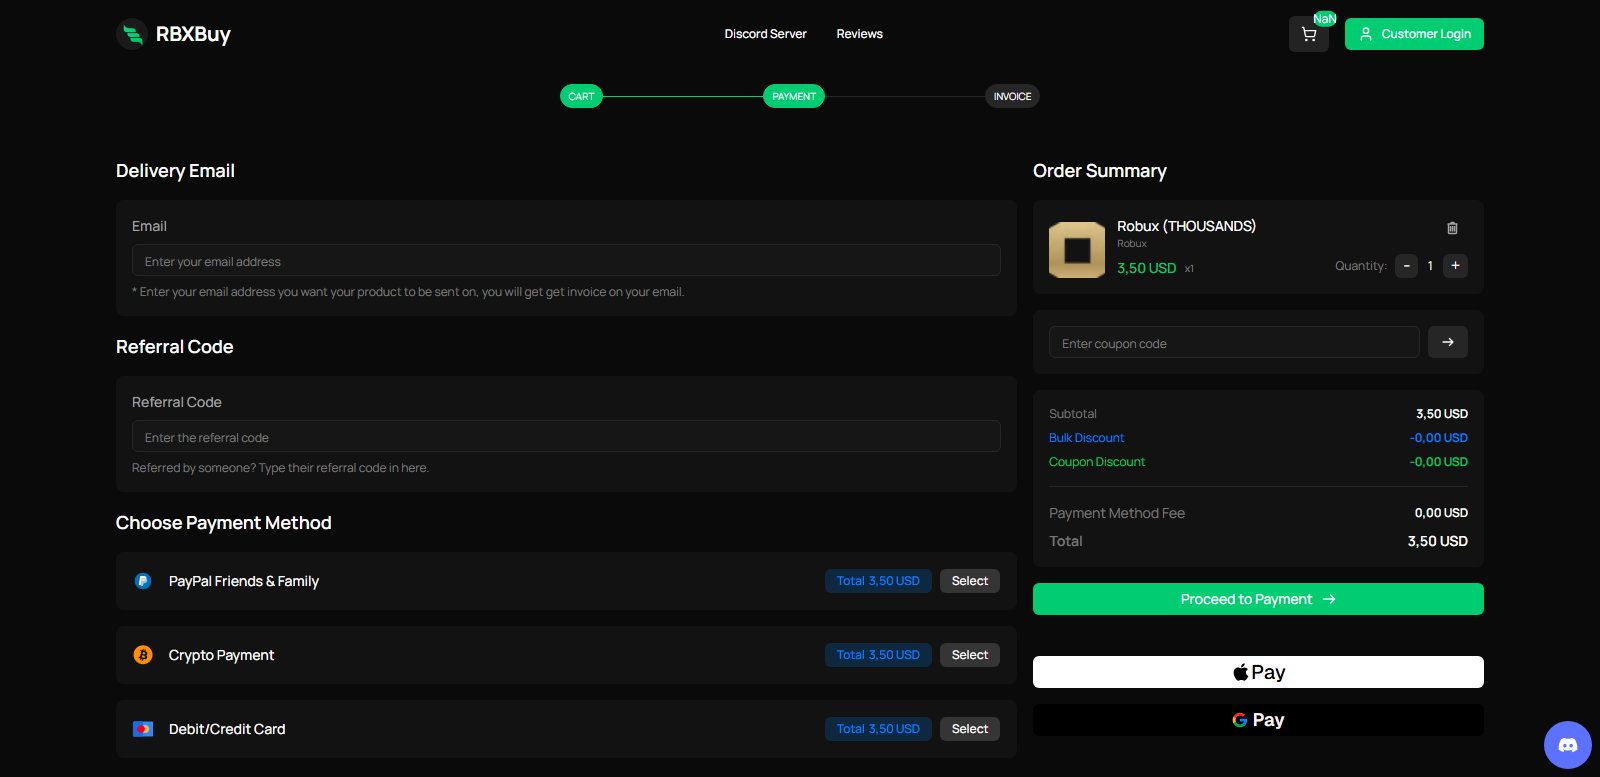 RBXBuy
Discord Server
Reviews
NaN
Customer Login
CART
PAYMENT
INVOICE
Delivery Email
Email
Enter your email address
* Enter your email address you want your product to be sent on, you will get get invoice on your email.
Referral Code
Referral Code
Enter the referral code
Referred by someone? Type their referral code in here.
Choose Payment Method
PayPal Friends & Family
Total 3,50 USD
Select
Crypto Payment
Total 3,50 USD
Select
Debit/Credit Card
Total 3,50 USD
Select
Order Summary
Robux (THOUSANDS)
Robux
3,50 USD x1
Quantity: - 1 +
Enter coupon code
Subtotal 3,50 USD
Bulk Discount -0,00 USD
Coupon Discount -0,00 USD
Payment Method Fee 0,00 USD
Total 3,50 USD
Proceed to Payment
Pay
G Pay